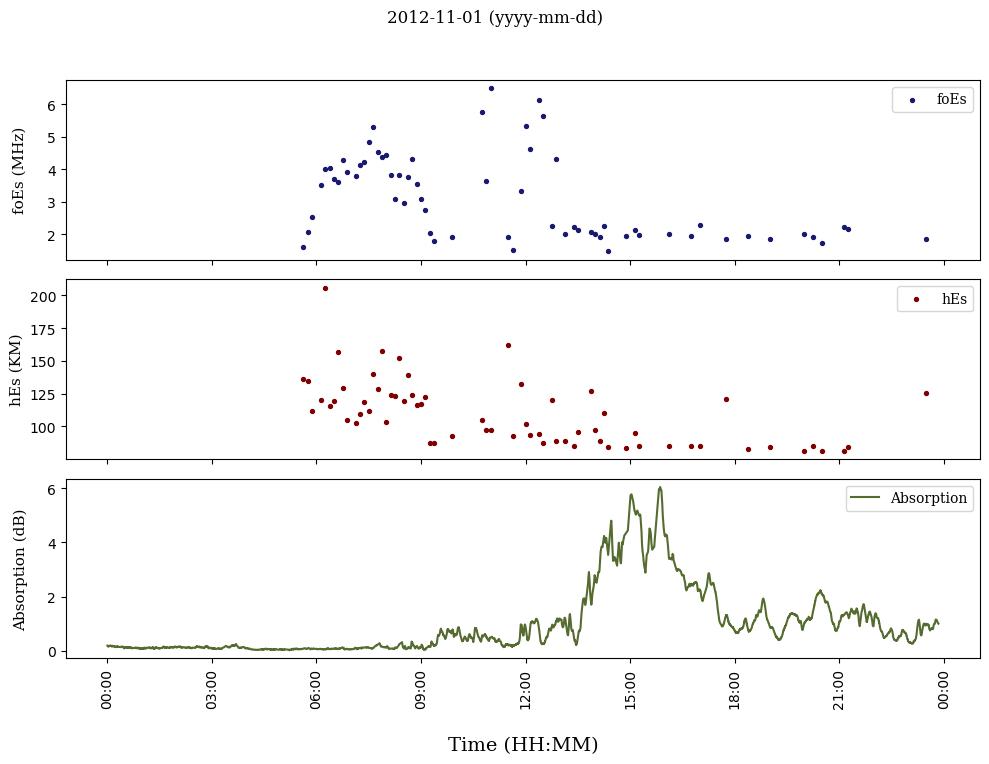 2012-11-01 (yyyy-mm-dd)
foEs (MHz)
6
5
4
3
2
foEs
hEs (KM)
200
175
150
125
100
hEs
Absorption (dB)
6
4
2
0
Absorption
00:00 03:00 06:00 09:00 12:00 15:00 18:00 21:00 00:00
Time (HH:MM)